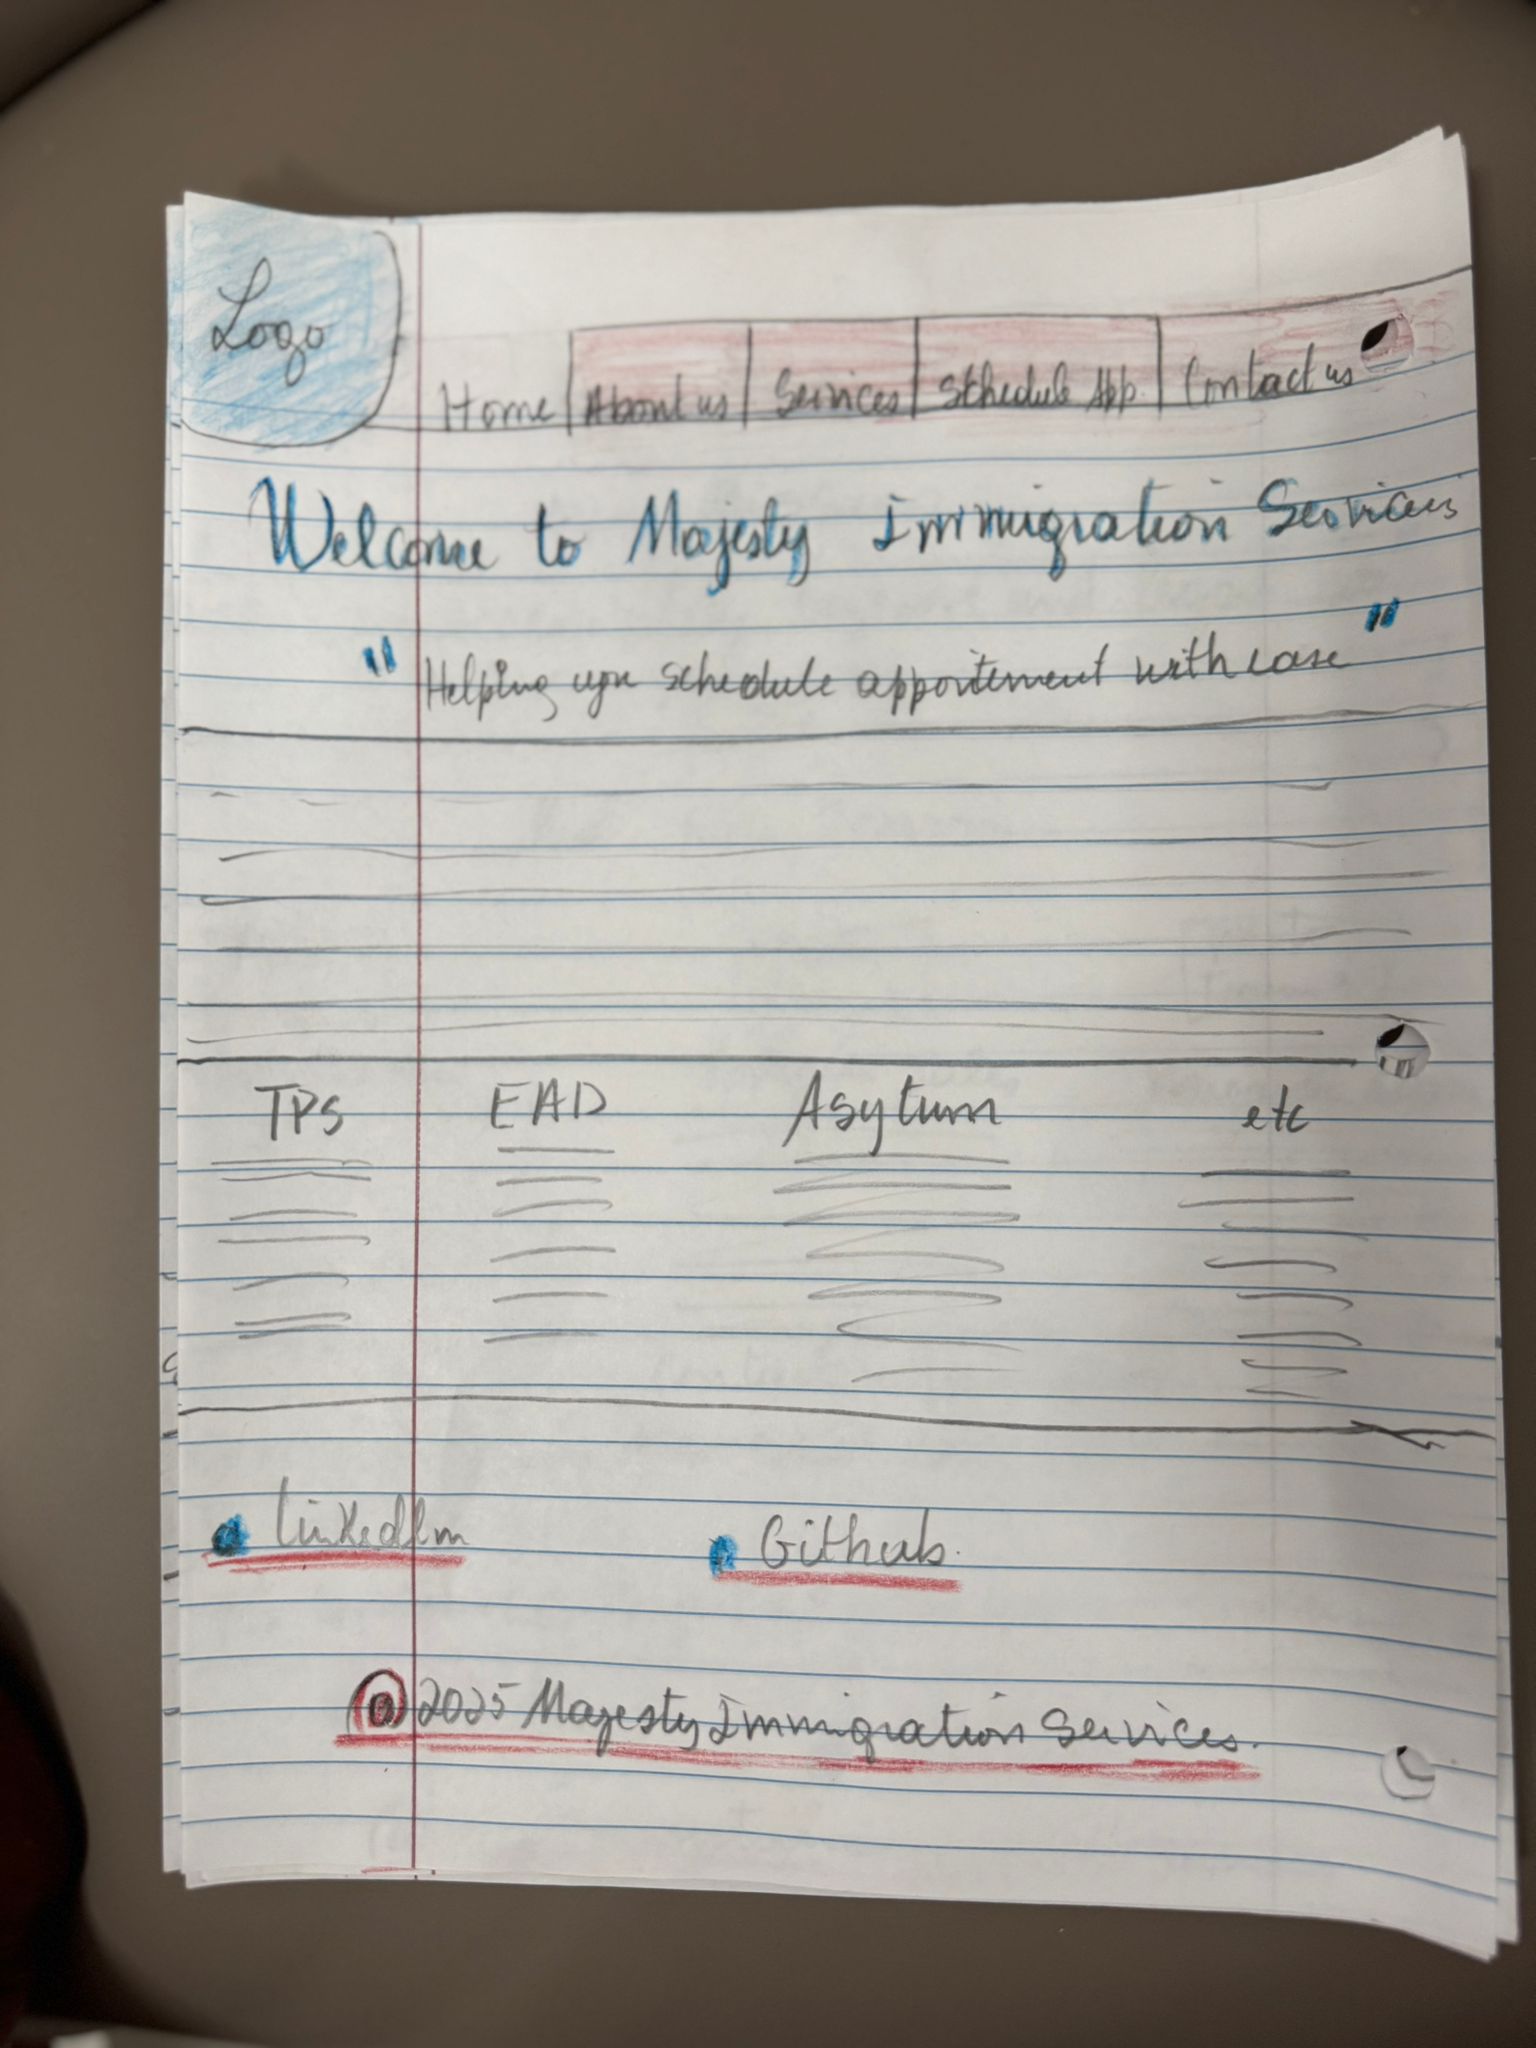 Logo
Home About us Services Schedule App. Contact us
Welcome to Majesty Immigration Services
"Helping you schedule appointement with ease"
TPS EAD Asylum etc
LinkedIn Github.
@ 2025 Majesty Immigration Services.